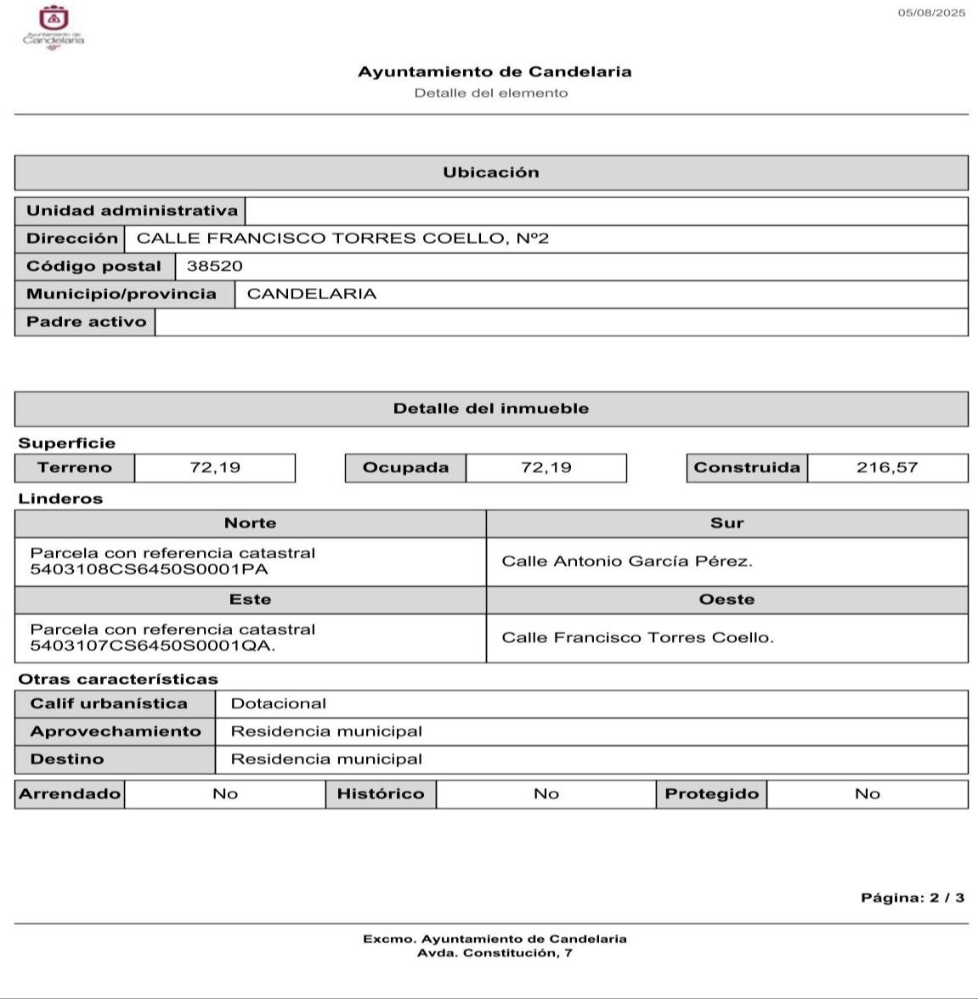 Ayuntamiento de
Candelaria
05/08/2025
Ayuntamiento de Candelaria
Detalle del elemento
Ubicación
Unidad administrativa
Dirección CALLE FRANCISCO TORRES COELLO, Nº2
Código postal 38520
Municipio/provincia CANDELARIA
Padre activo
Detalle del inmueble
Superficie
Terreno 72,19 Ocupada 72,19 Construida 216,57
Linderos
Norte Sur
Parcela con referencia catastral
5403108CS6450S0001PA
Calle Antonio García Pérez.
Este Oeste
Parcela con referencia catastral
5403107CS6450S0001QA.
Calle Francisco Torres Coello.
Otras características
Calif urbanística Dotacional
Aprovechamiento Residencia municipal
Destino Residencia municipal
Arrendado No Histórico No Protegido No
Página: 2 / 3
Excmo. Ayuntamiento de Candelaria
Avda. Constitución, 7